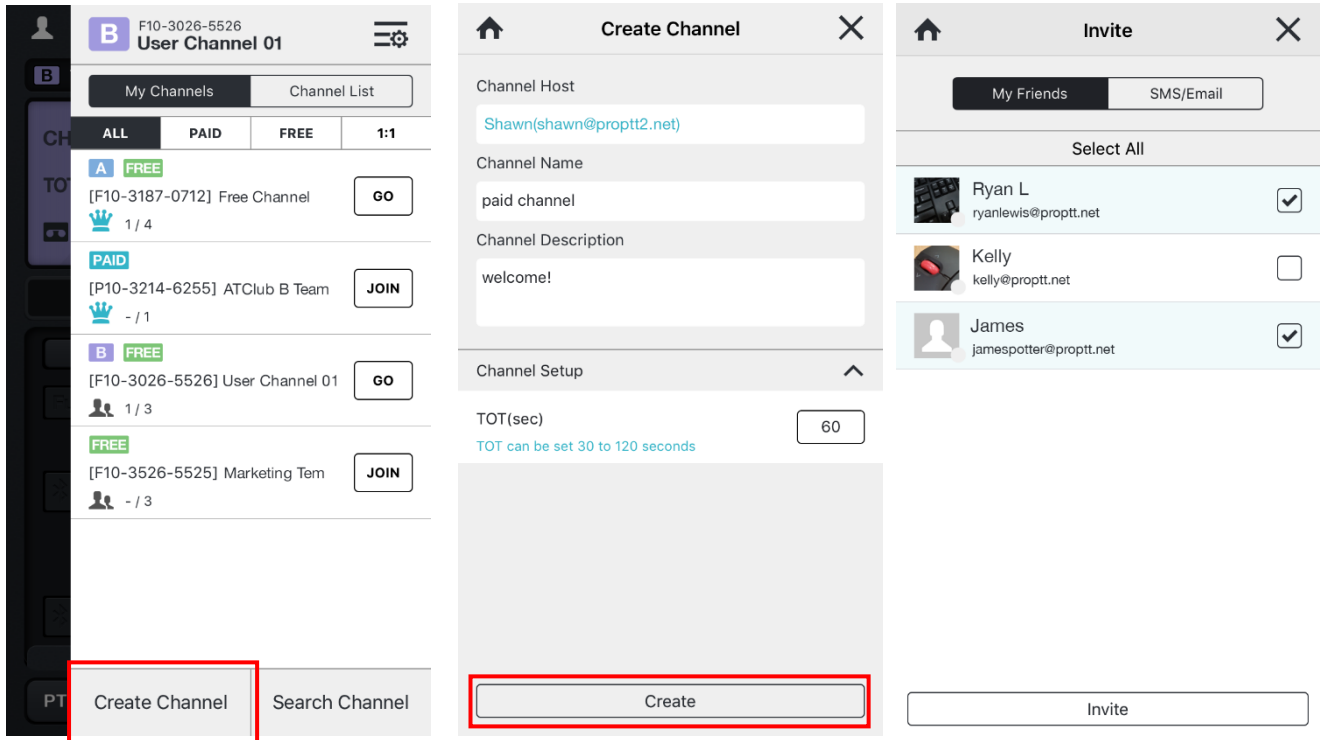 B
F10-3026-5526
User Channel 01
B
My Channels
Channel List
CH
ALL
PAID
FREE
1:1
TO
A FREE
[F10-3187-0712] Free Channel
GO
1 / 4
PAID
[P10-3214-6255] ATClub B Team
JOIN
- / 1
B FREE
[F10-3026-5526] User Channel 01
GO
1 / 3
FREE
[F10-3526-5525] Marketing Tem
JOIN
- / 3
PT
Create Channel
Search Channel
Create Channel
Channel Host
Shawn(shawn@proptt2.net)
Channel Name
paid channel
Channel Description
welcome!
Channel Setup
TOT(sec)
60
TOT can be set 30 to 120 seconds
Create
Invite
My Friends
SMS/Email
Select All
Ryan L
ryanlewis@proptt.net
Kelly
kelly@proptt.net
James
jamespotter@proptt.net
Invite